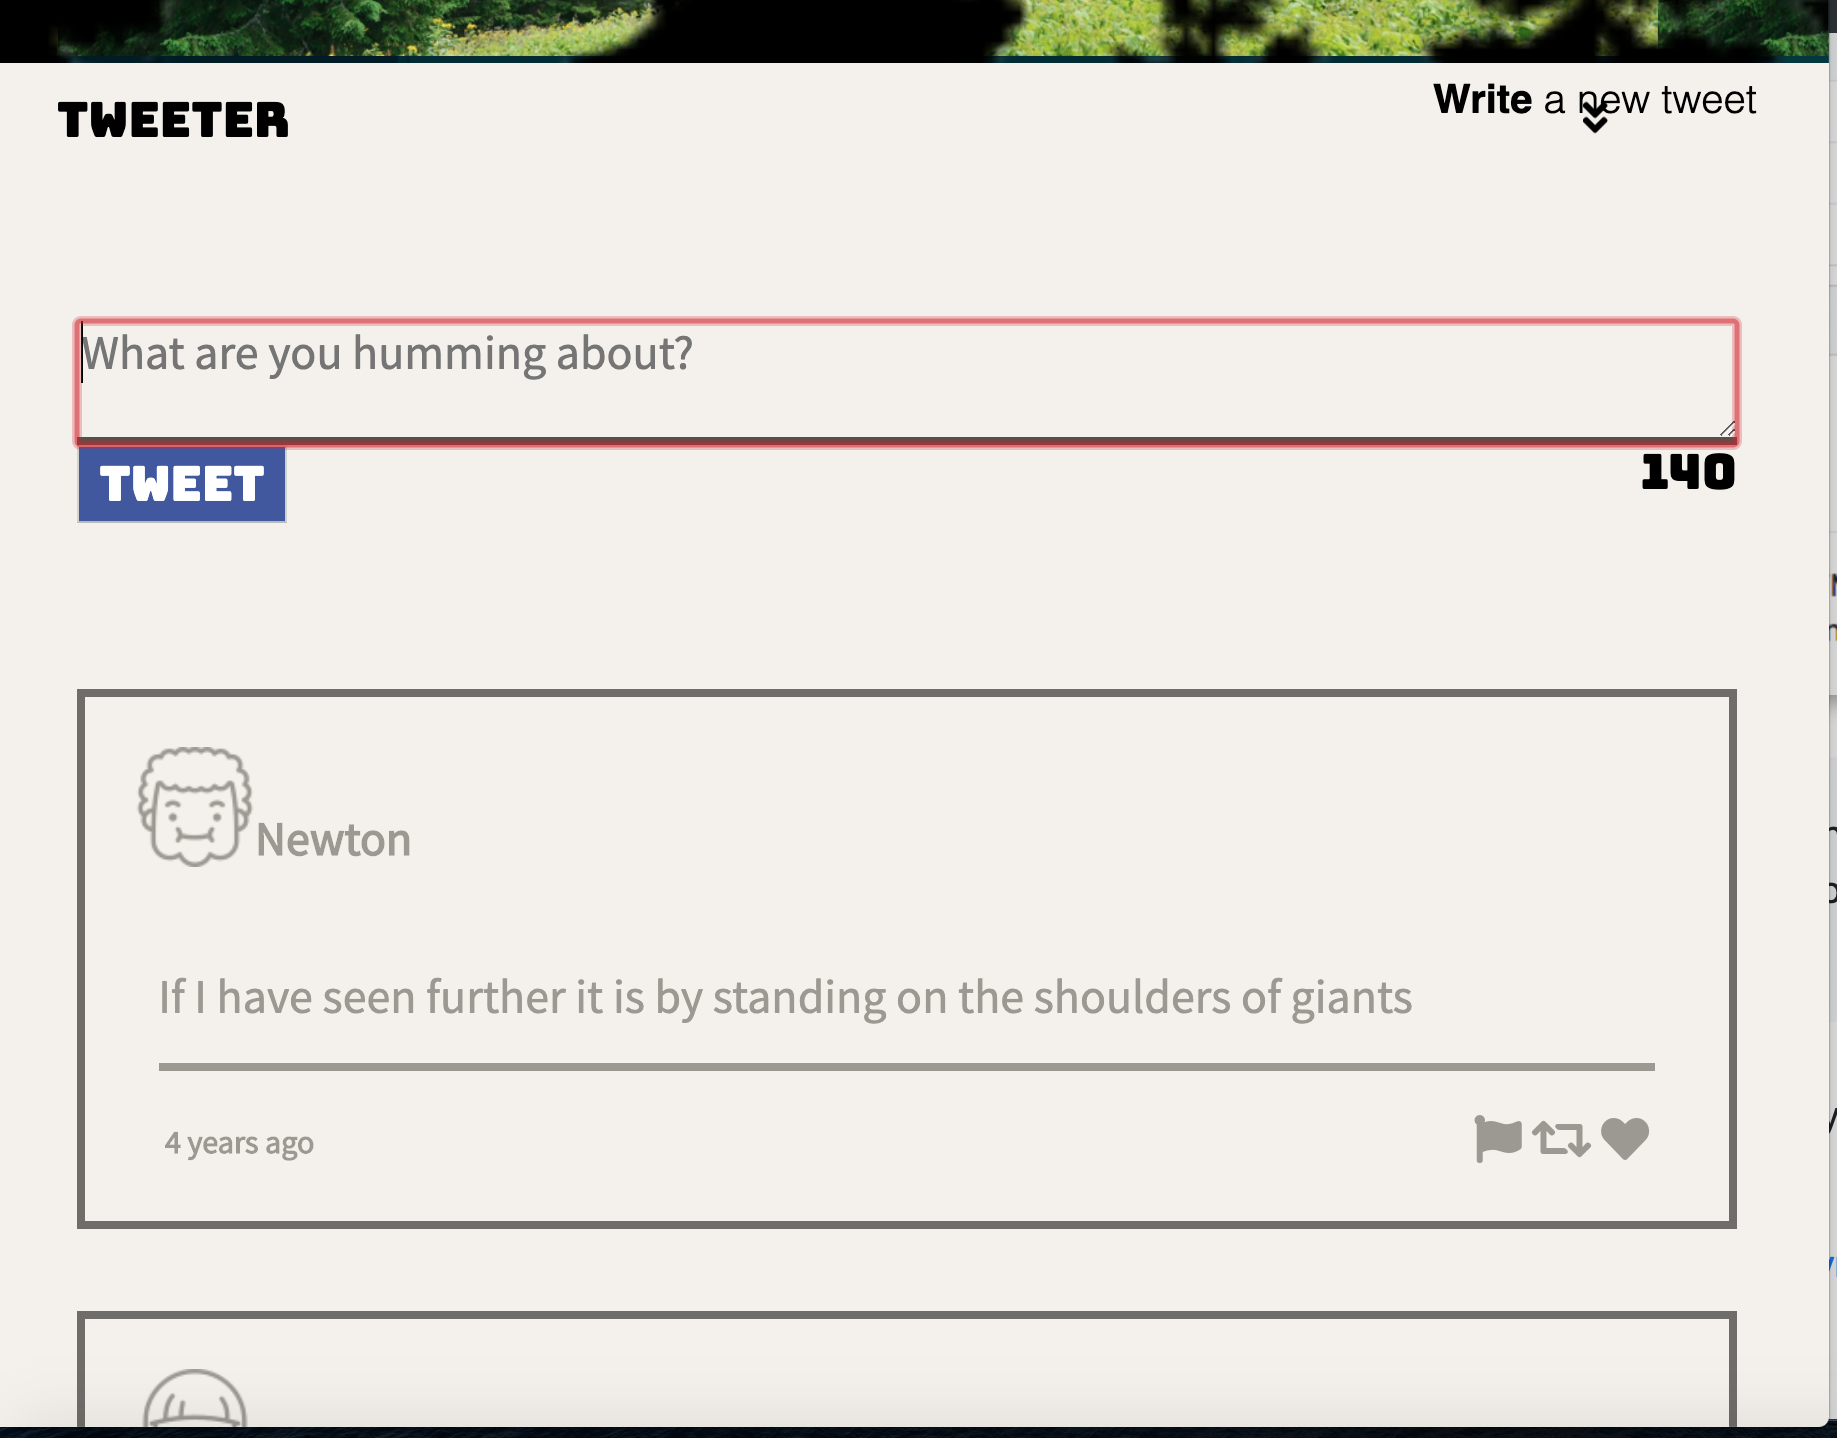 TWEETER
Write a new tweet
What are you humming about?
TWEET
140
Newton
If I have seen further it is by standing on the shoulders of giants
4 years ago